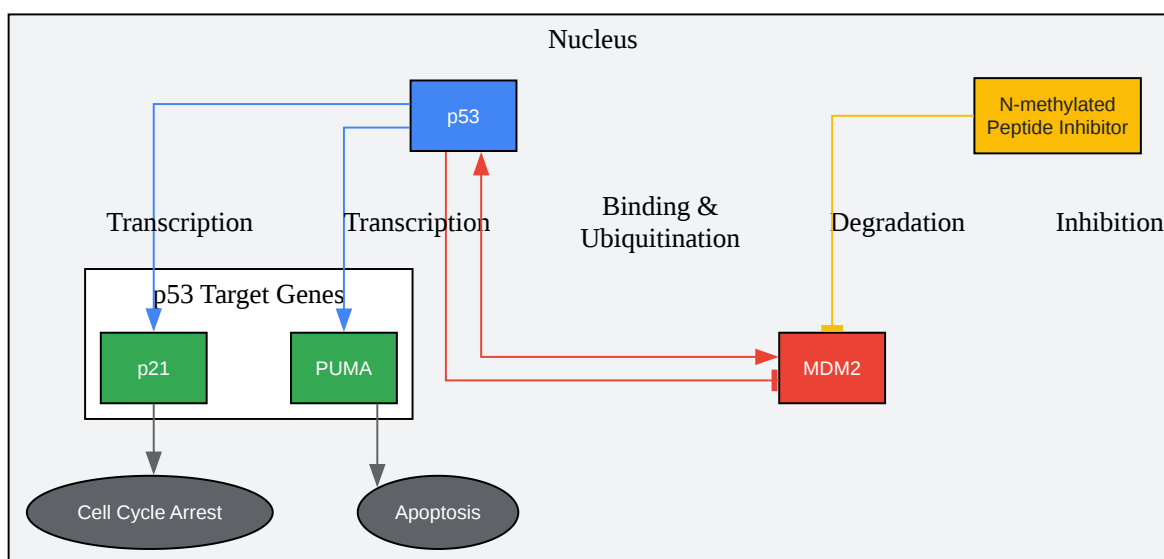 Nucleus
p53
N-methylated
Peptide Inhibitor
Transcription
Transcription
Binding &
Ubiquitination
Degradation
Inhibition
p53 Target Genes
p21
PUMA
MDM2
Cell Cycle Arrest
Apoptosis